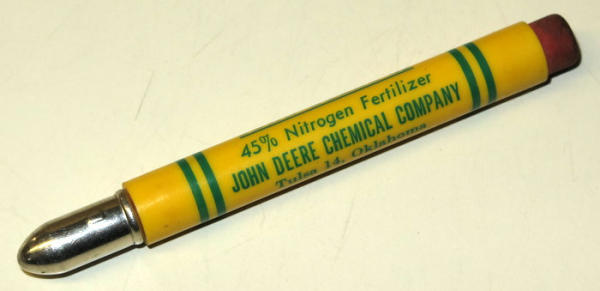 45% Nitrogen Fertilizer
JOHN DEERE CHEMICAL COMPANY
Tulsa 14, Oklahoma